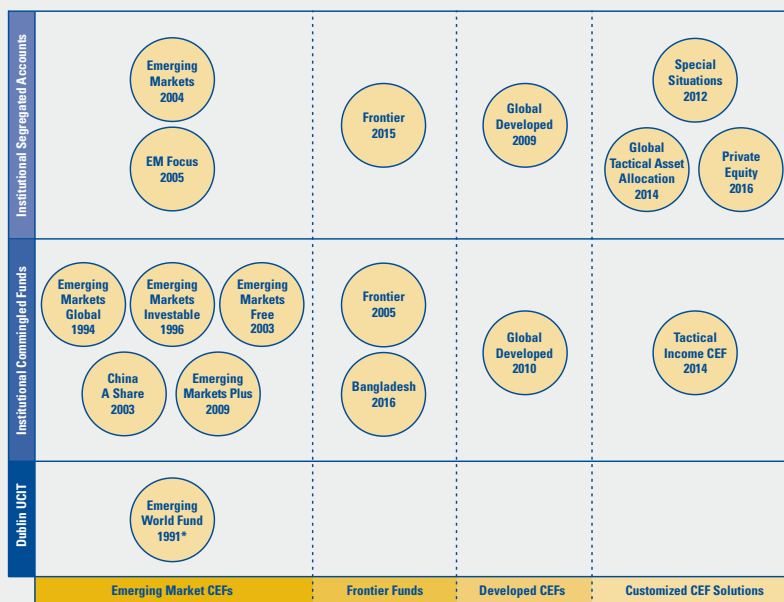 Institutional Segregated Accounts
Emerging
Markets
2004
EM Focus
2005
Frontier
2015
Global
Developed
2009
Special
Situations
2012
Global
Tactical Asset
Allocation
2014
Private
Equity
2016
Institutional Commingled Funds
Emerging
Markets
Global
1994
Emerging
Markets
Investable
1996
Emerging
Markets
Free
2003
China
A Share
2003
Emerging
Markets Plus
2009
Frontier
2005
Bangladesh
2016
Global
Developed
2010
Tactical
Income CEF
2014
Dublin UCIT
Emerging
World Fund
1991*
Emerging Market CEFs
Frontier Funds
Developed CEFs
Customized CEF Solutions